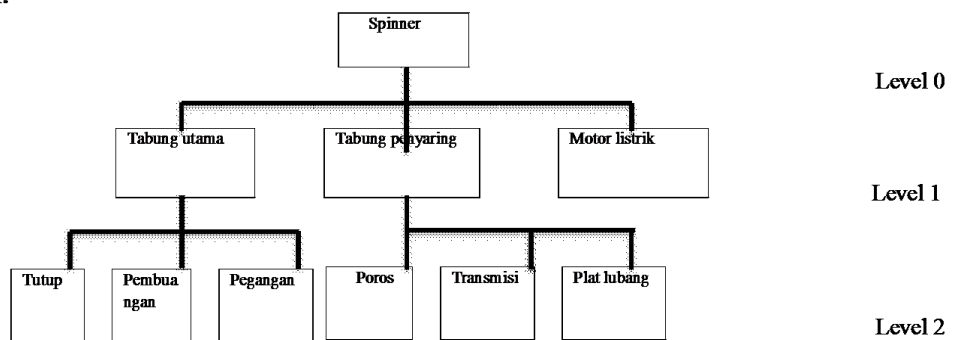 Spinner
Level 0
Tabung utama
Tabung penyaring
Motor listrik
Level 1
Tutup
Pembua
ngan
Pegangan
Poros
Transmisi
Plat lubang
Level 2